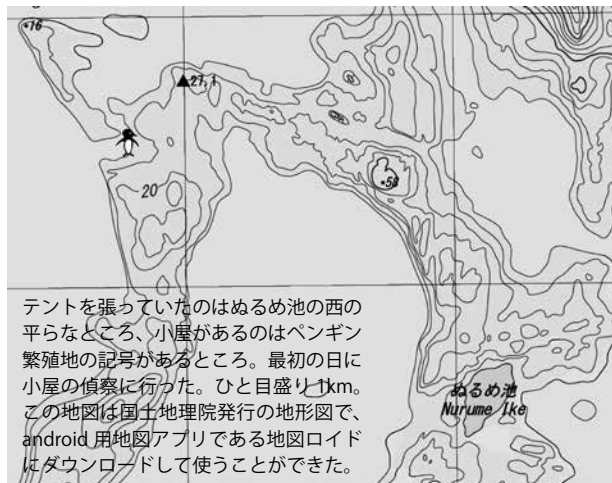 •16
▲27.1
20
•58
テントを張っていたのはぬるめ池の西の
平らなところ、小屋があるのはペンギン
繁殖地の記号があるところ。最初の日に
小屋の偵察に行った。ひと目盛り1km。
この地図は国土地理院発行の地形図で、
android 用地図アプリである地図ロイド
にダウンロードして使うことができた。
ぬるめ池
Nurume Ike